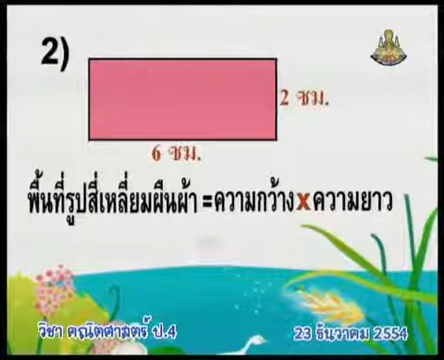 2)
2 ซม.
6 ซม.
พื้นที่รูปสี่เหลี่ยมผืนผ้า =ความกว้างxความยาว
วิชา คณิตศาสตร์ ป.4
23 ธันวาคม 2554